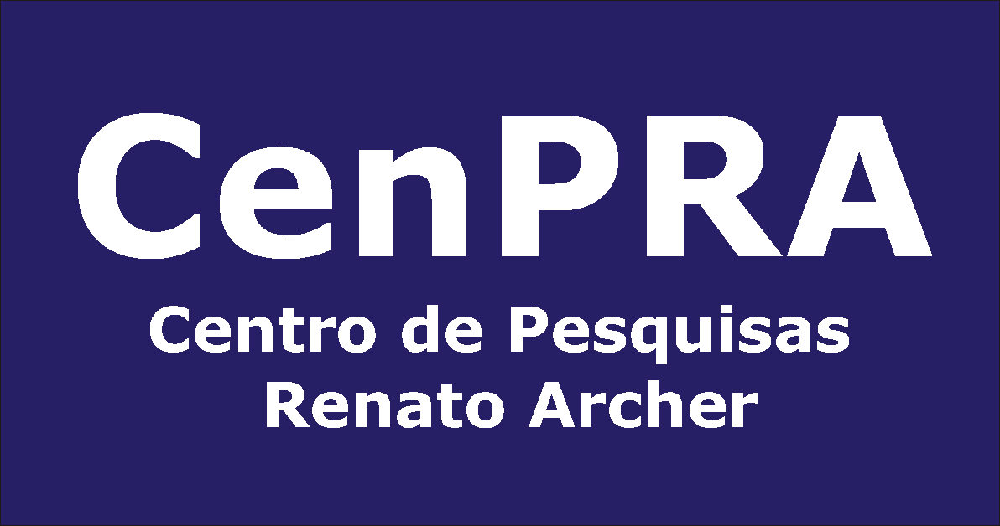 CenPRA
Centro de Pesquisas
Renato Archer